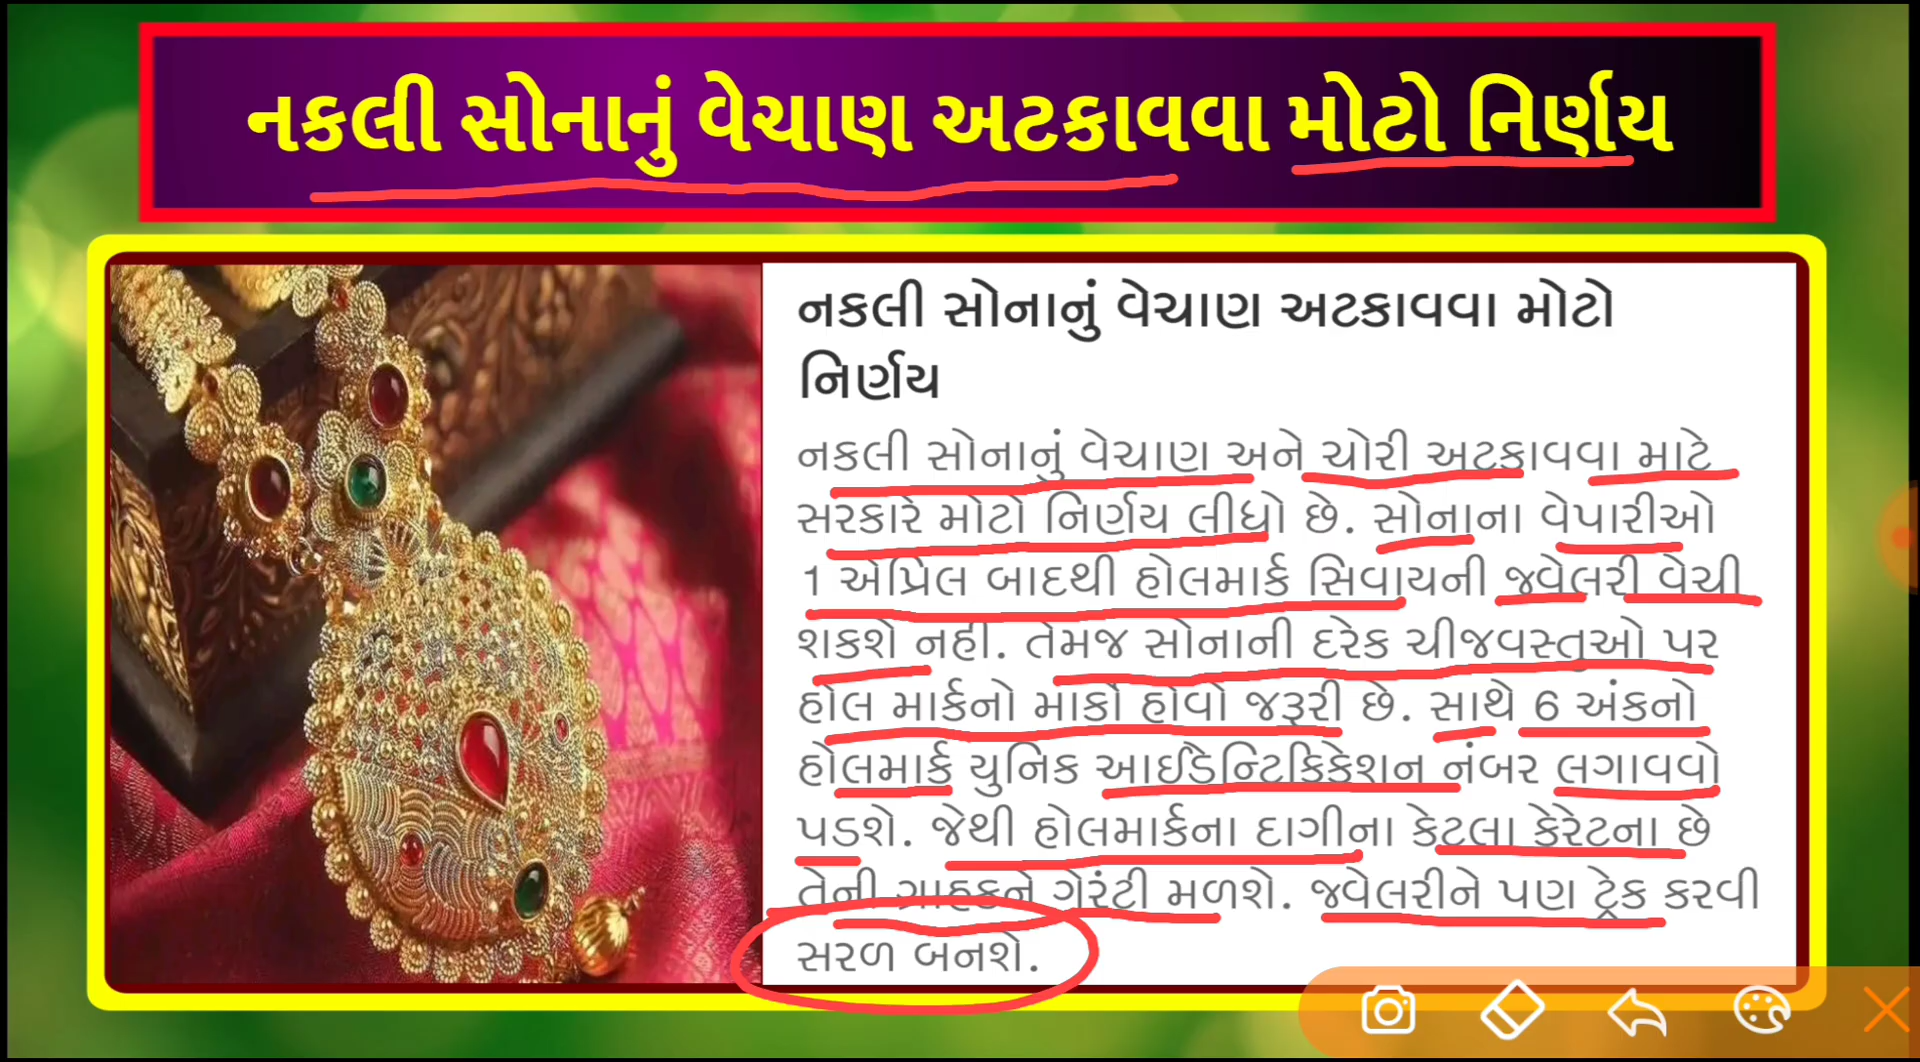 નકલી સોનાનું વેચાણ અટકાવવા મોટો નિર્ણય
નકલી સોનાનું વેચાણ અટકાવવા મોટો
નિર્ણય
નકલી સોનાનું વેચાણ અને ચોરી અટકાવવા માટે
સરકારે મોટો નિર્ણય લીધો છે. સોનાના વેપારીઓ
1 એપ્રિલ બાદથી હોલમાર્ક સિવાયની જ્વેલરી વેચી
શકશે નહી. તેમજ સોનાની દરેક ચીજવસ્તુઓ પર
હોલ માર્કનો માર્કો હોવો જરૂરી છે. સાથે 6 અંકનો
હોલમાર્ક યુનિક આઈડેન્ટિફિકેશન નંબર લગાવવો
પડશે. જેથી હોલમાર્કના દાગીના કેટલા કેરેટના છે
તેની ગ્રાહકને ગેરંટી મળશે. જ્વેલરીને પણ ટ્રેક કરવી
સરળ બનશે.